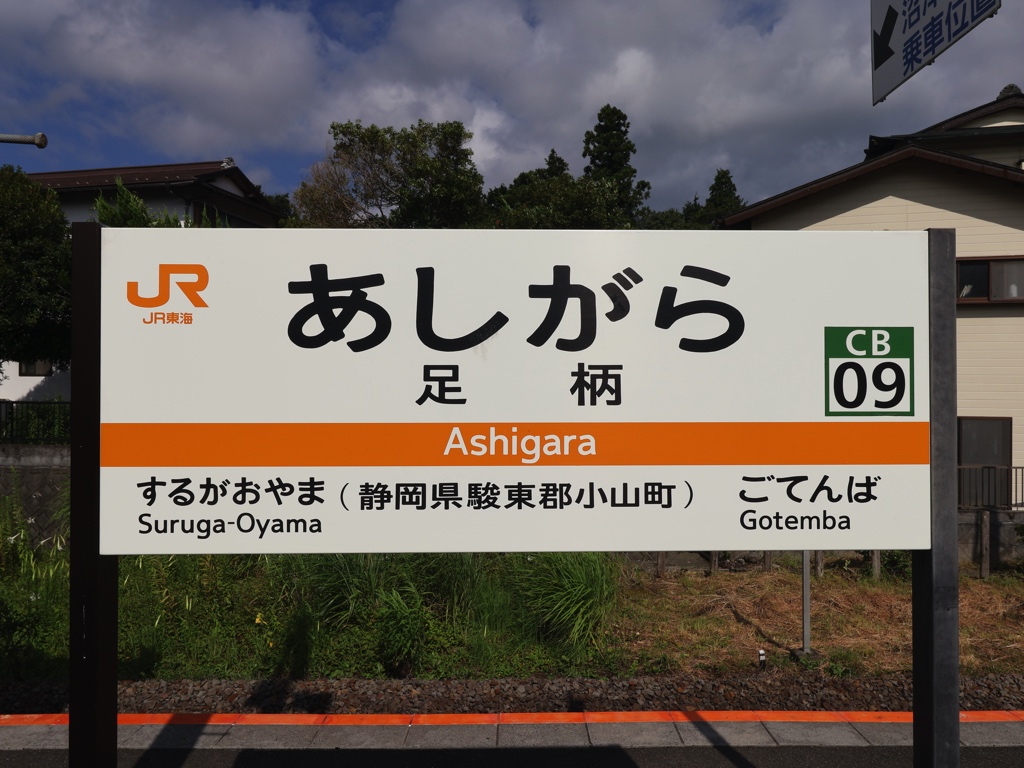 乗車位置
JR
JR東海
あしがら
足柄
CB
09
Ashigara
するがおやま
(静岡県駿東郡小山町)
ごてんば
Suruga-Oyama
Gotemba